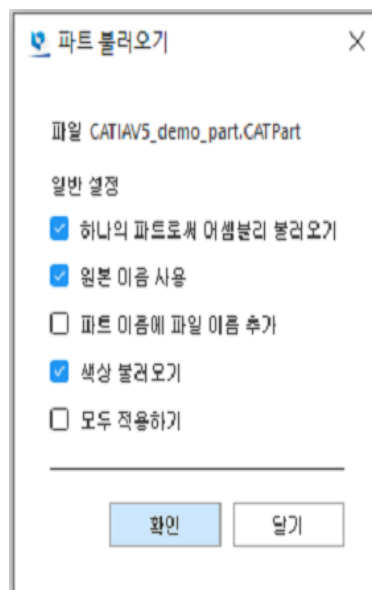 파트 불러오기
파일 CATIAV5_demo_part.CATPart
일반 설정
하나의 파트로써 어셈블리 불러오기
원본 이름 사용
파트 이름에 파일 이름 추가
색상 불러오기
모두 적용하기
확인 닫기